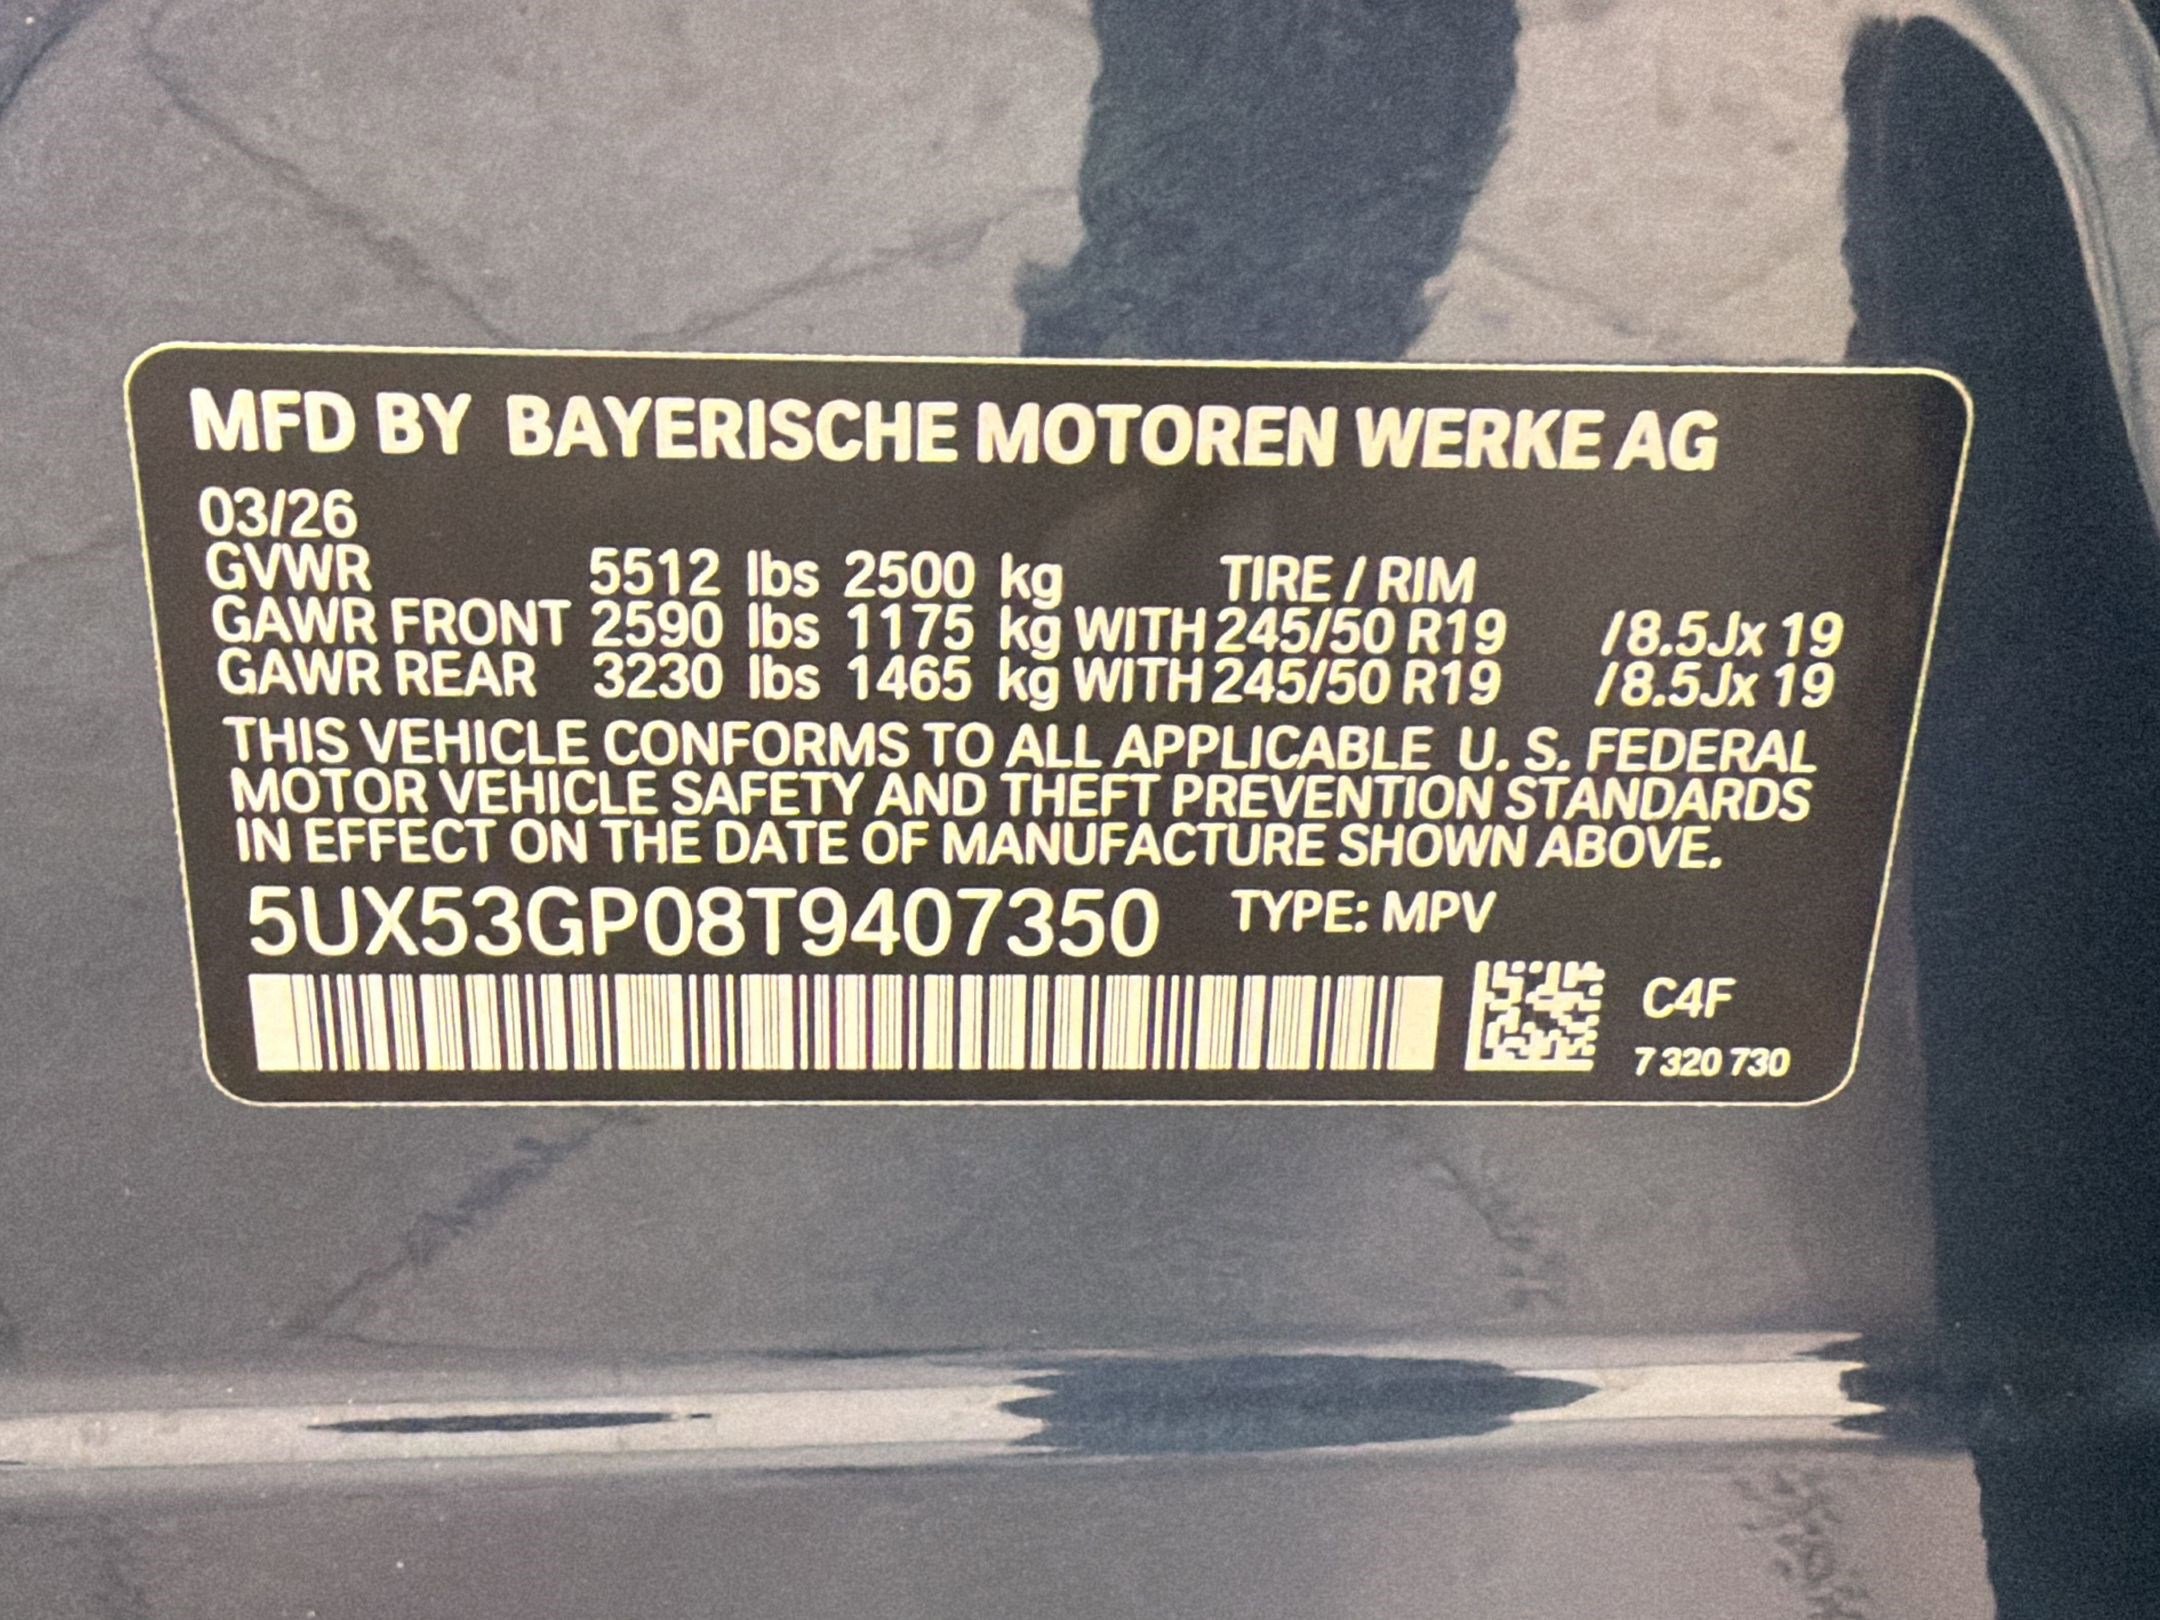 MFD BY BAYERISCHE MOTOREN WERKE AG
03/26
GVWR 5512 lbs 2500 kg TIRE / RIM
GAWR FRONT 2590 lbs 1175 kg WITH 245/50 R19 /8.5Jx 19
GAWR REAR 3230 lbs 1465 kg WITH 245/50 R19 /8.5Jx 19
THIS VEHICLE CONFORMS TO ALL APPLICABLE U. S. FEDERAL
MOTOR VEHICLE SAFETY AND THEFT PREVENTION STANDARDS
IN EFFECT ON THE DATE OF MANUFACTURE SHOWN ABOVE.
5UX53GP08T9407350 TYPE: MPV
C4F
7 320 730